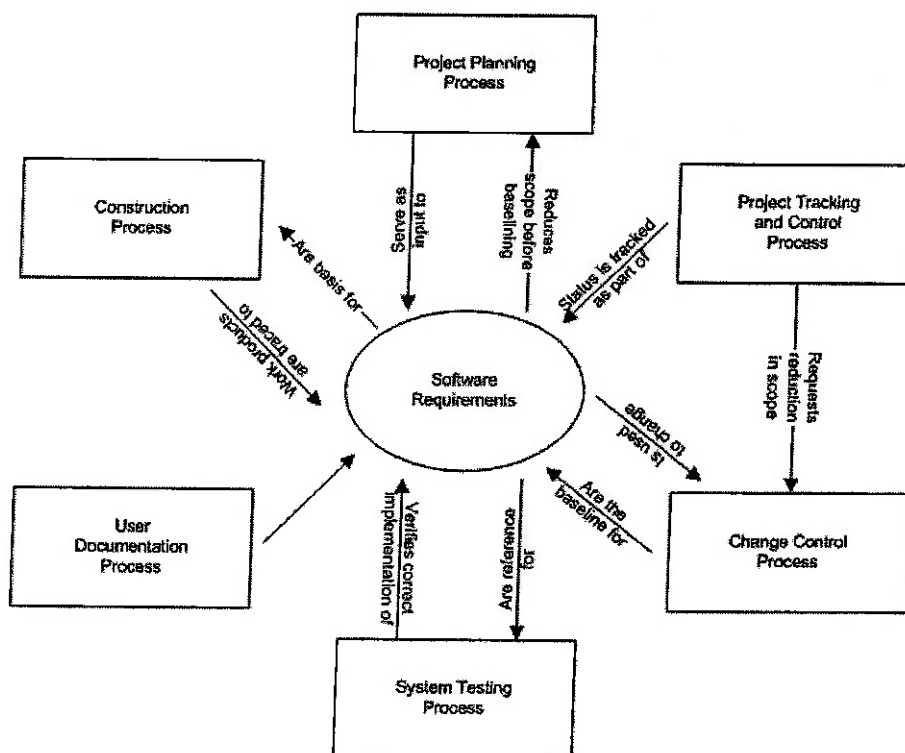 Project Planning
Process
Construction
Process
Project Tracking
and Control
Process
Serve as
input to
Reduces
scope before
baselining
Status is tracked
as part of
Are basis for
Work products
are traced to
Software
Requirements
Requests
reduction
in scope
Is used
to change
Are the
baseline for
User
Documentation
Process
Verifies correct
implementation of
Are reference
for
Change Control
Process
System Testing
Process